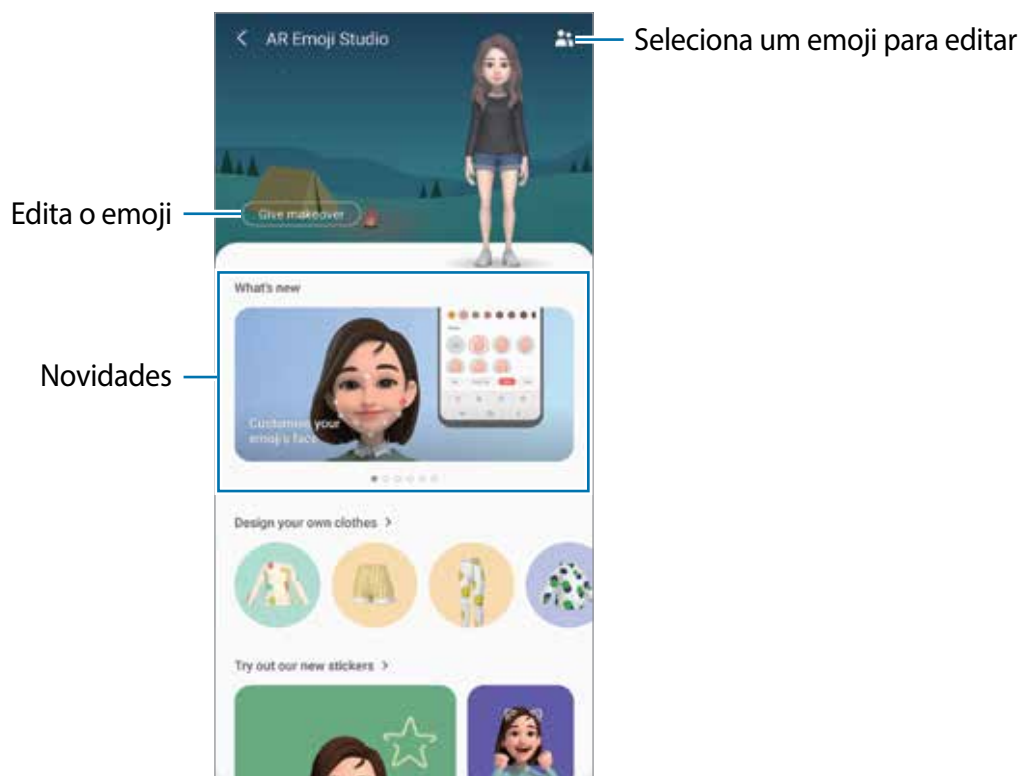 AR Emoji Studio
Seleciona um emoji para editar
Edita o emoji
Give makeover
What's new
Novidades
Customise your
emoji's face
Design your own clothes >
Try out our new stickers >